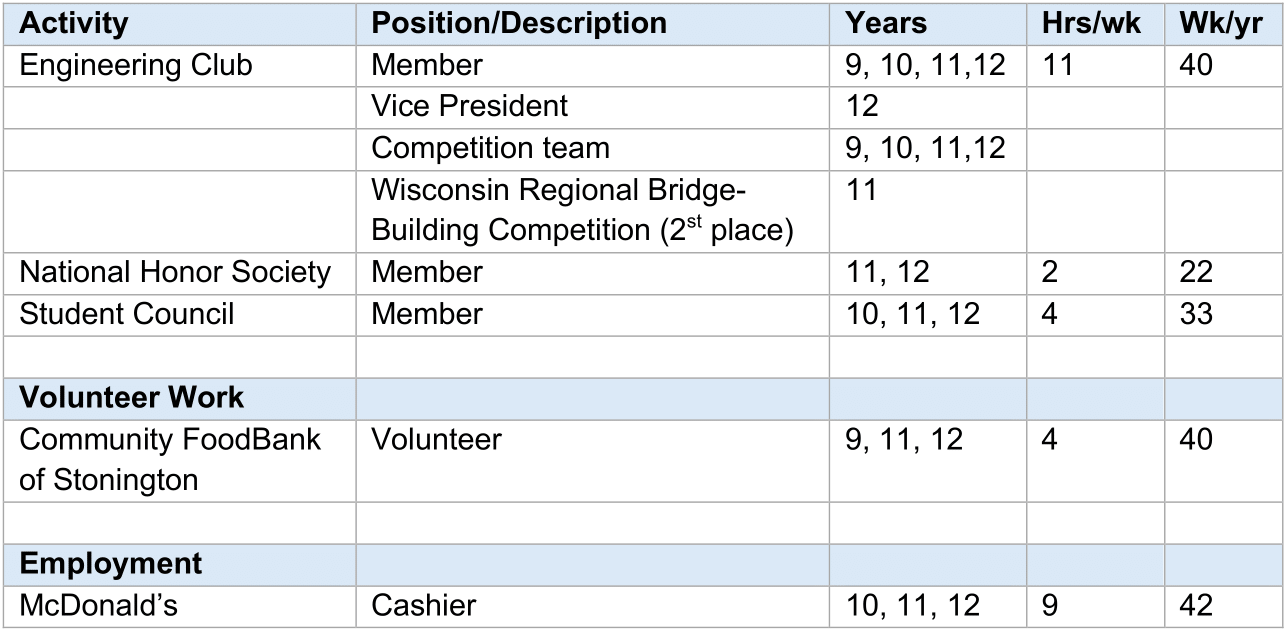 Activity Position/Description Years Hrs/wk Wk/yr
Engineering Club Member 9, 10, 11,12 11 40
Vice President 12
Competition team 9, 10, 11,12
Wisconsin Regional Bridge- 11
Building Competition (2st place)
National Honor Society Member 11, 12 2 22
Student Council Member 10, 11, 12 4 33
Volunteer Work
Community FoodBank Volunteer 9, 11, 12 4 40
of Stonington
Employment
McDonald’s Cashier 10, 11, 12 9 42